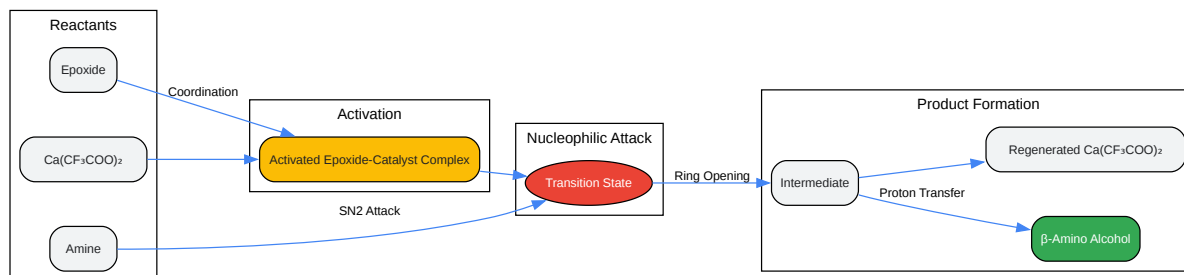 Reactants
Epoxide
Ca(CF₃COO)₂
Amine
Coordination
SN2 Attack
Activation
Activated Epoxide-Catalyst Complex
Nucleophilic Attack
Transition State
Ring Opening
Product Formation
Intermediate
Proton Transfer
Regenerated Ca(CF₃COO)₂
β-Amino Alcohol